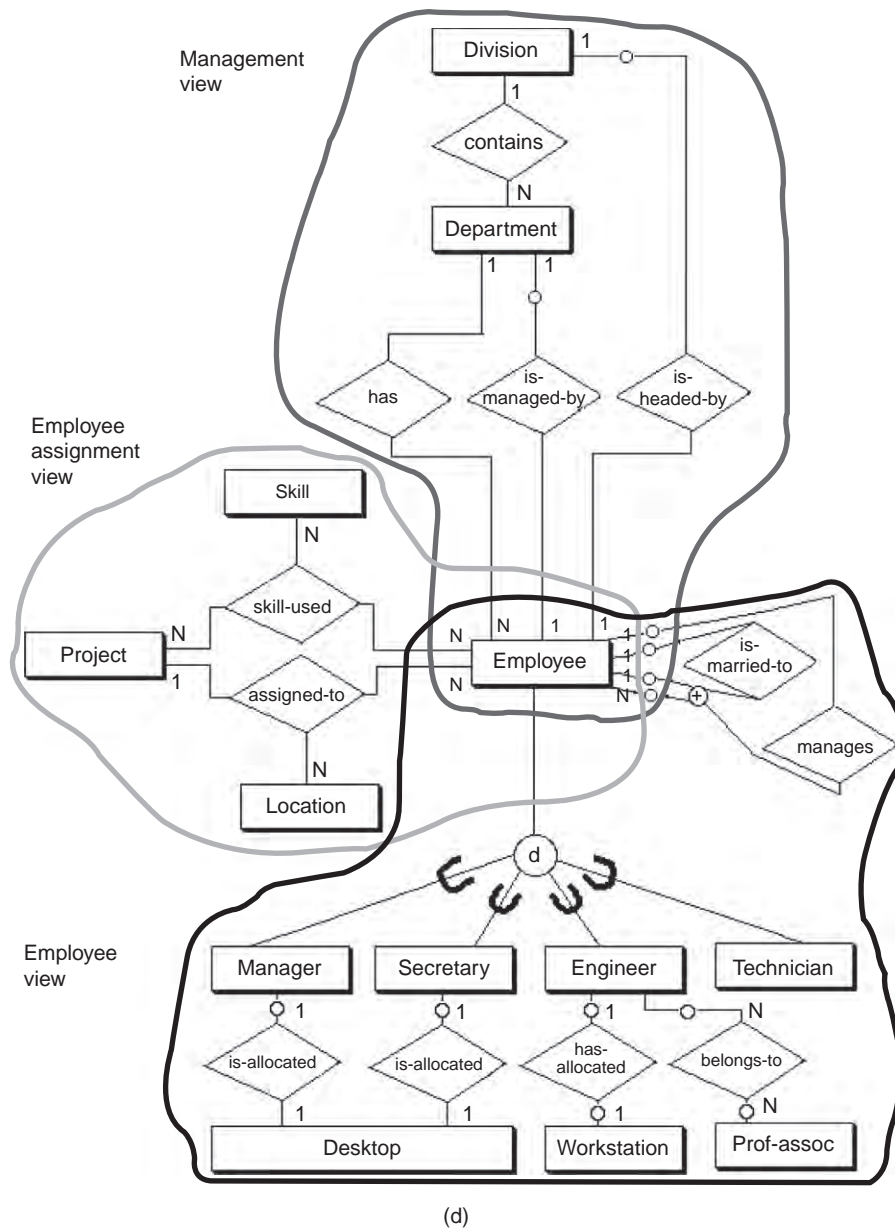 Management
view
Division
1
1
contains
N
Department
1
1
has
is-
managed-by
is-
headed-by
Employee
assignment
view
Skill
N
skill-used
N
Project
1
assigned-to
N
Location
N
N
N
1
1
Employee
1
1
1
N
is-
married-to
+
manages
d
Employee
view
Manager
Secretary
Engineer
Technician
1
1
1
N
is-allocated
is-allocated
has-
allocated
belongs-to
1
1
1
N
Desktop
Workstation
Prof-assoc
(d)